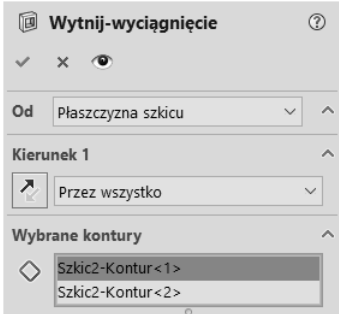 Wytnij-wyciągnięcie
?
Od Płaszczyzna szkicu
Kierunek 1
Przez wszystko
Wybrane kontury
Szkic2-Kontur<1>
Szkic2-Kontur<2>